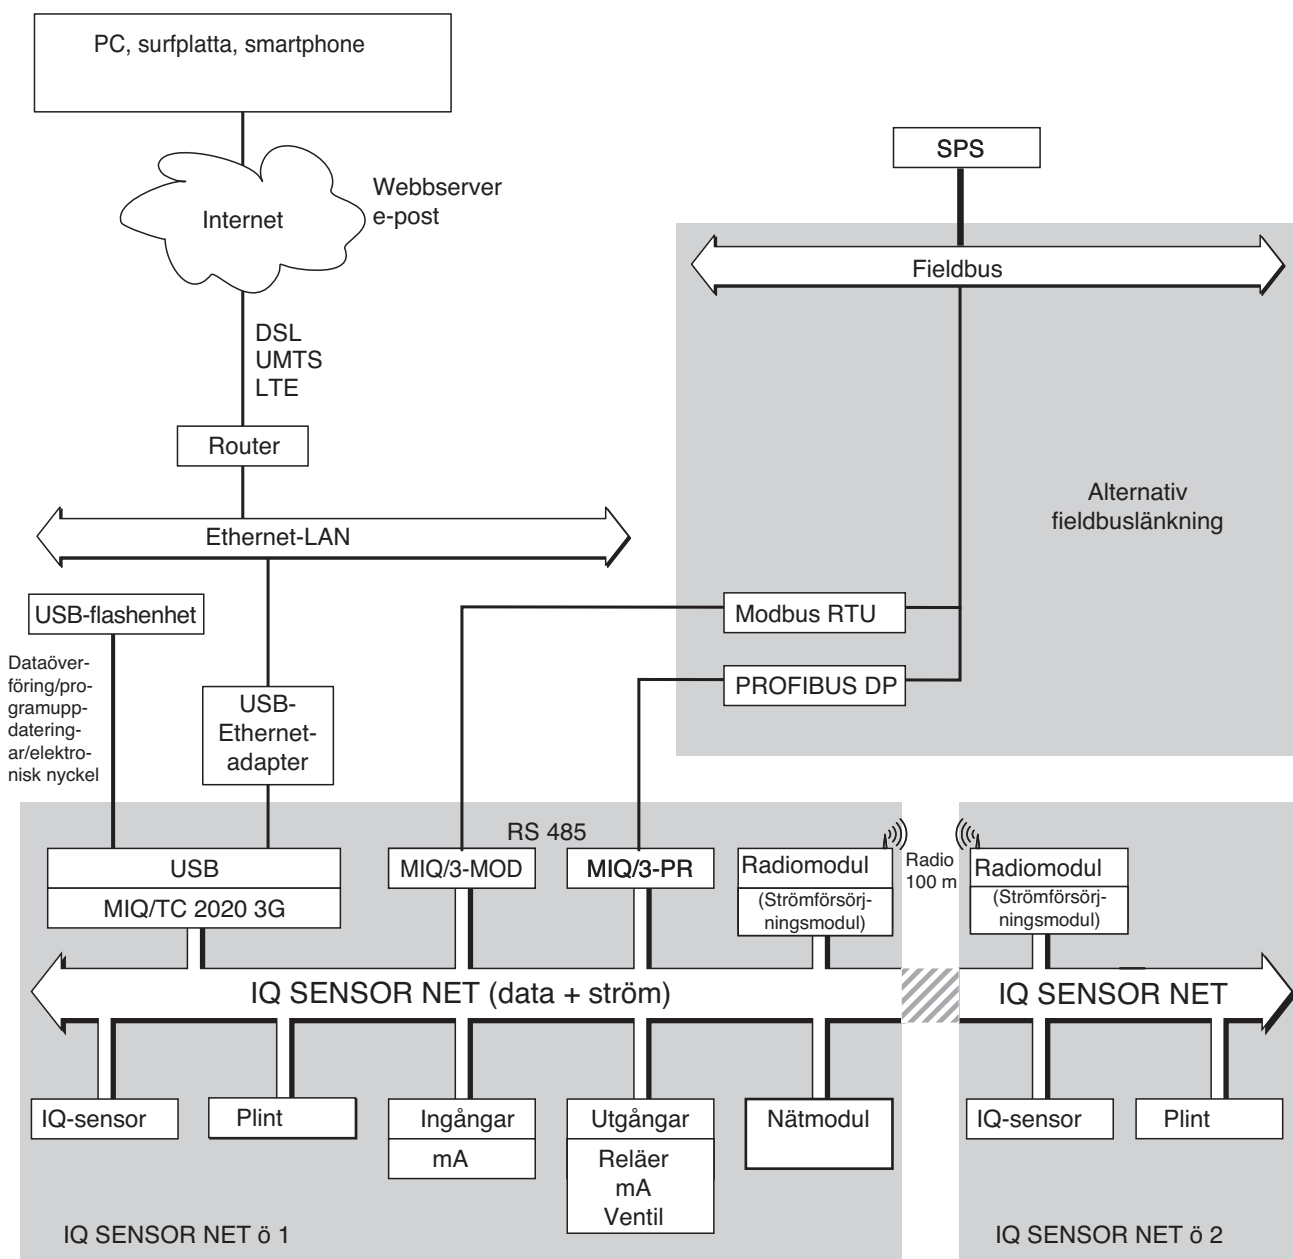 PC, surfplatta, smartphone
Internet
Webbserver
e-post
SPS
Fieldbus
DSL
UMTS
LTE
Router
Alternativ
fieldbuslänkning
Ethernet-LAN
USB-flashenhet
Modbus RTU
PROFIBUS DP
Dataöver-
föring/pro-
gramupp-
datering-
ar/elektro-
nisk nyckel
USB-
Ethernet-
adapter
RS 485
USB
MIQ/TC 2020 3G
MIQ/3-MOD
MIQ/3-PR
Radiomodul
(Strömförsörj-
ningsmodul)
Radio
100 m
Radiomodul
(Strömförsörj-
ningsmodul)
IQ SENSOR NET (data + ström)
IQ SENSOR NET
IQ-sensor
Plint
Ingångar
mA
Utgångar
Reläer
mA
Ventil
Nätmodul
IQ-sensor
Plint
IQ SENSOR NET ö 1
IQ SENSOR NET ö 2